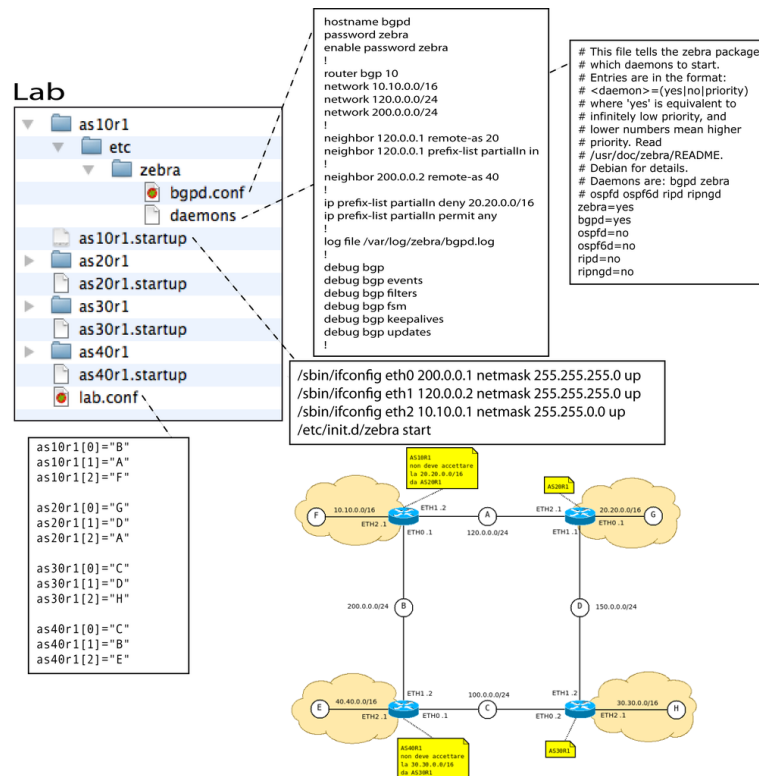 Lab
as10r1
etc
zebra
bgpd.conf
daemons
as10r1.startup
as20r1
as20r1.startup
as30r1
as30r1.startup
as40r1
as40r1.startup
lab.conf
hostname bgpd
password zebra
enable password zebra
!
router bgp 10
network 10.10.0.0/16
network 120.0.0.0/24
network 200.0.0.0/24
!
neighbor 120.0.0.1 remote-as 20
neighbor 120.0.0.1 prefix-list partialIn in
!
neighbor 200.0.0.2 remote-as 40
!
ip prefix-list partialIn deny 20.20.0.0/16
ip prefix-list partialIn permit any
!
log file /var/log/zebra/bgpd.log
!
debug bgp
debug bgp events
debug bgp filters
debug bgp fsm
debug bgp keepalives
debug bgp updates
!
# This file tells the zebra package
# which daemons to start.
# Entries are in the format:
# <daemon>=(yes|no|priority)
# where 'yes' is equivalent to
# infinitely low priority, and
# lower numbers mean higher
# priority. Read
# /usr/doc/zebra/README.
# Debian for details.
# Daemons are: bgpd zebra
# ospfd ospf6d ripd ripngd
zebra=yes
bgpd=yes
ospfd=no
ospf6d=no
ripd=no
ripngd=no
/sbin/ifconfig eth0 200.0.0.1 netmask 255.255.255.0 up
/sbin/ifconfig eth1 120.0.0.2 netmask 255.255.255.0 up
/sbin/ifconfig eth2 10.10.0.1 netmask 255.255.0.0 up
/etc/init.d/zebra start
as10r1[0]="B"
as10r1[1]="A"
as10r1[2]="F"
as20r1[0]="G"
as20r1[1]="D"
as20r1[2]="A"
as30r1[0]="C"
as30r1[1]="D"
as30r1[2]="H"
as40r1[0]="C"
as40r1[1]="B"
as40r1[2]="E"
AS10R1
non deve accettare
la 20.20.0.0/16
da AS20R1
AS20R1
F
10.10.0.0/16
ETH2 .1
ETH1 .2
ETH0 .1
A
120.0.0.0/24
ETH2 .1
ETH1 .1
20.20.0.0/16
ETH0 .1
G
200.0.0.0/24
B
D
150.0.0.0/24
E
40.40.0.0/16
ETH2 .1
ETH1 .2
ETH0 .1
100.0.0.0/24
C
ETH1 .2
ETH0 .2
30.30.0.0/16
ETH2 .1
H
AS40R1
non deve accettare
la 30.30.0.0/16
da AS30R1
AS30R1